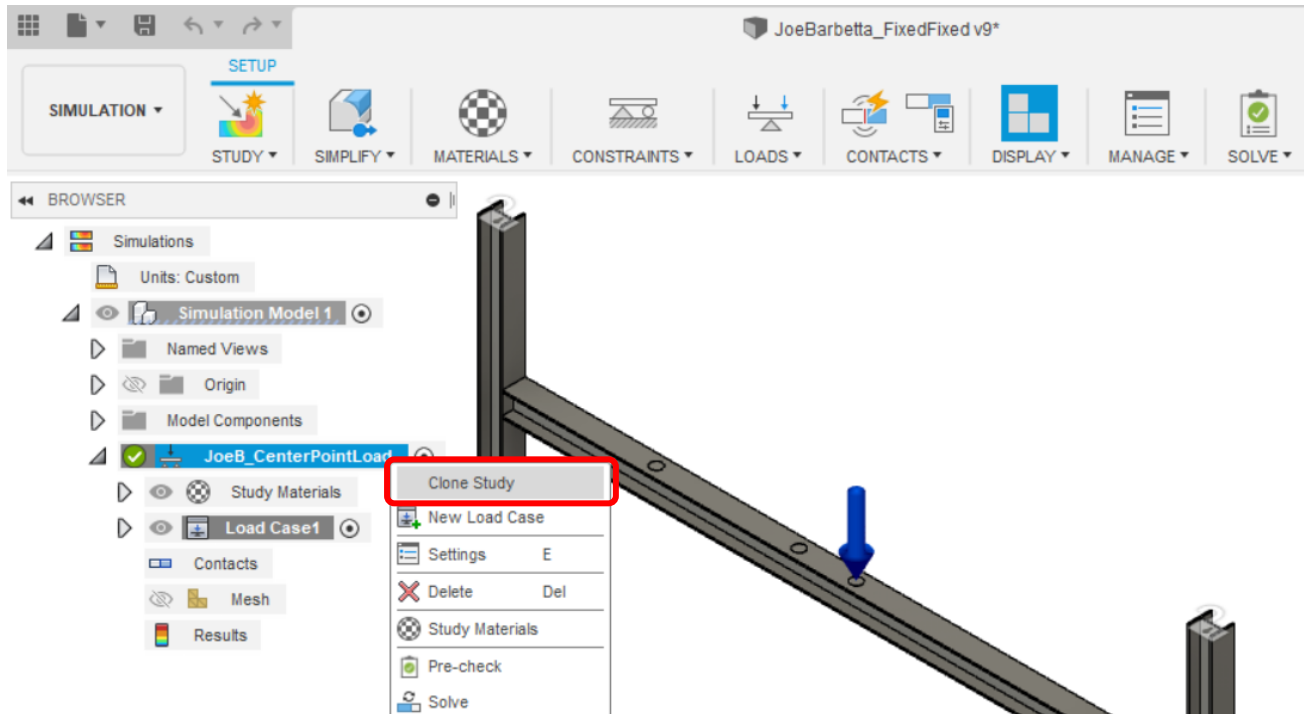 JoeBarbetta_FixedFixed v9*
SETUP
SIMULATION
STUDY
SIMPLIFY
MATERIALS
CONSTRAINTS
LOADS
CONTACTS
DISPLAY
MANAGE
SOLVE
BROWSER
Simulations
Units: Custom
Simulation Model 1
Named Views
Origin
Model Components
JoeB_CenterPointLoad
Study Materials
Load Case1
Contacts
Mesh
Results
Clone Study
New Load Case
Settings E
Delete Del
Study Materials
Pre-check
Solve